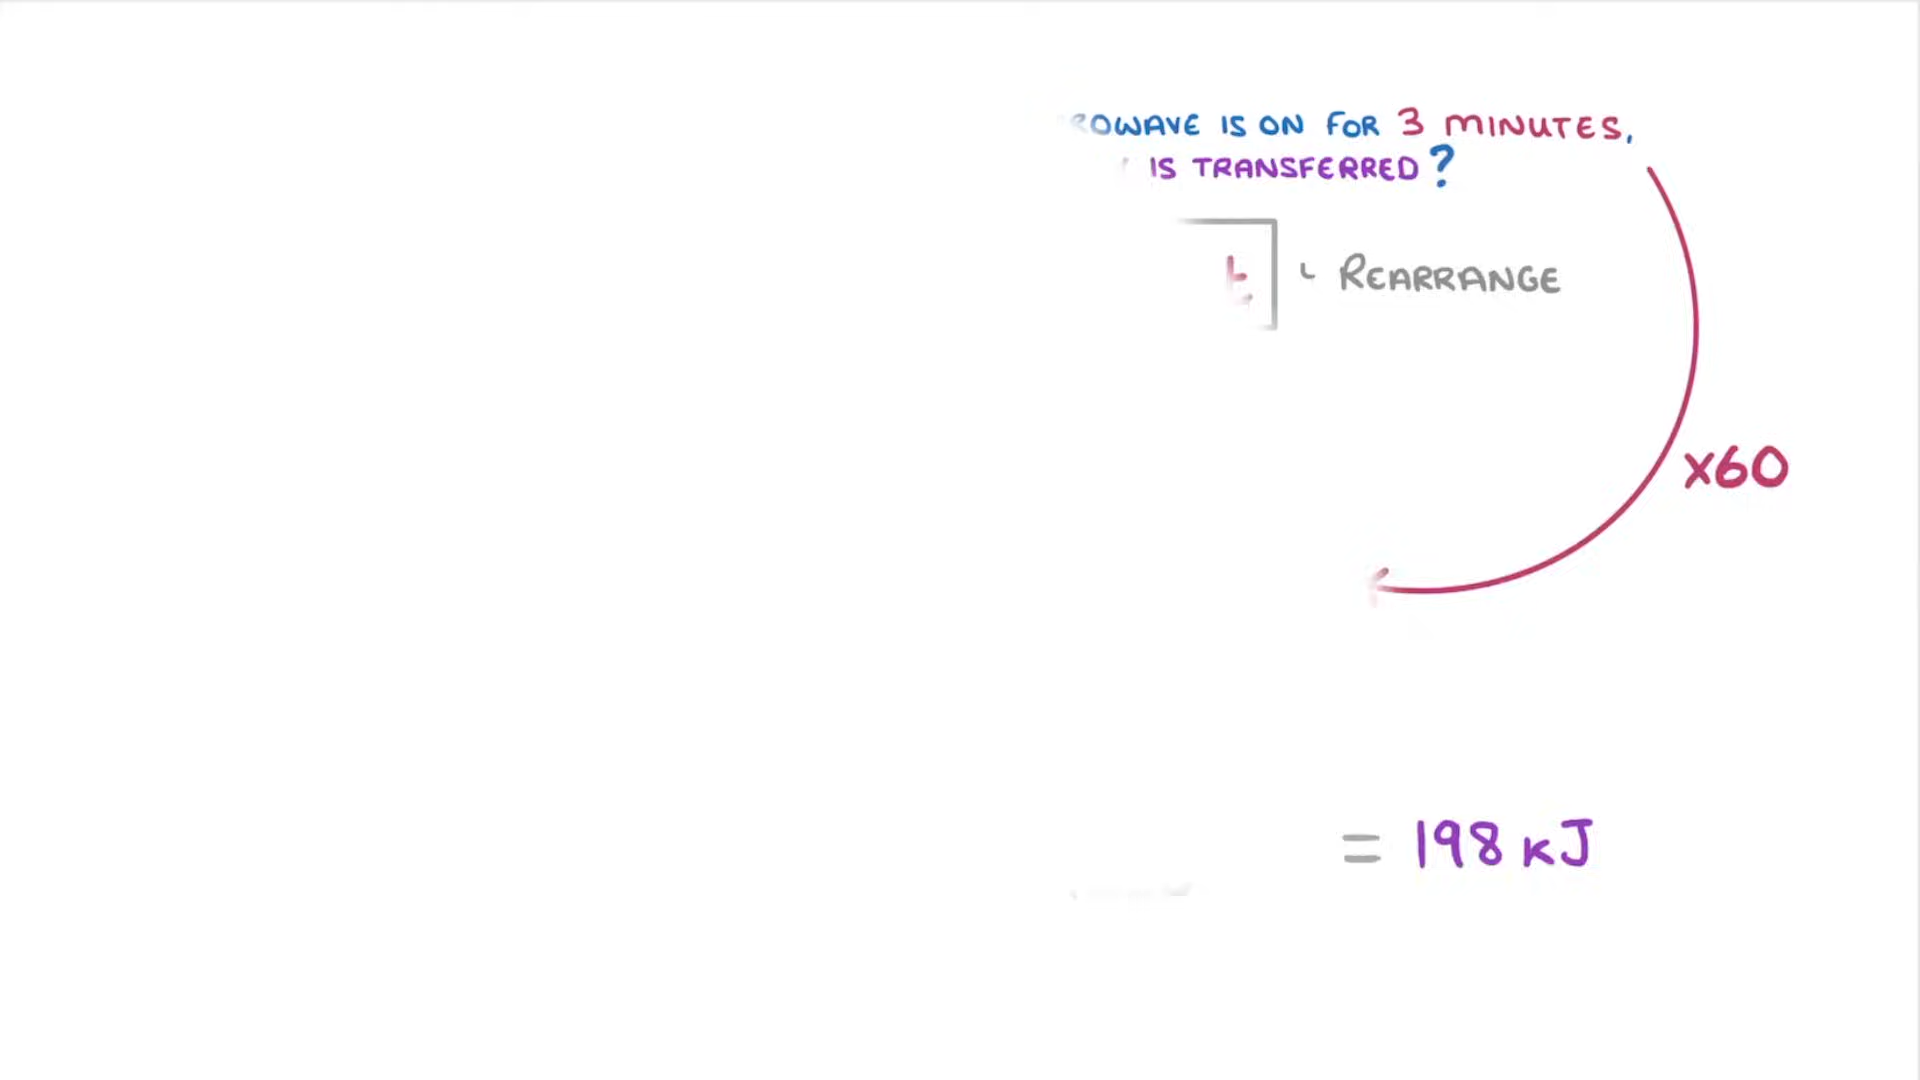 IS ON FOR 3 MINUTES,
IS TRANSFERRED?
t
REARRANGE
x60
= 198 kJ